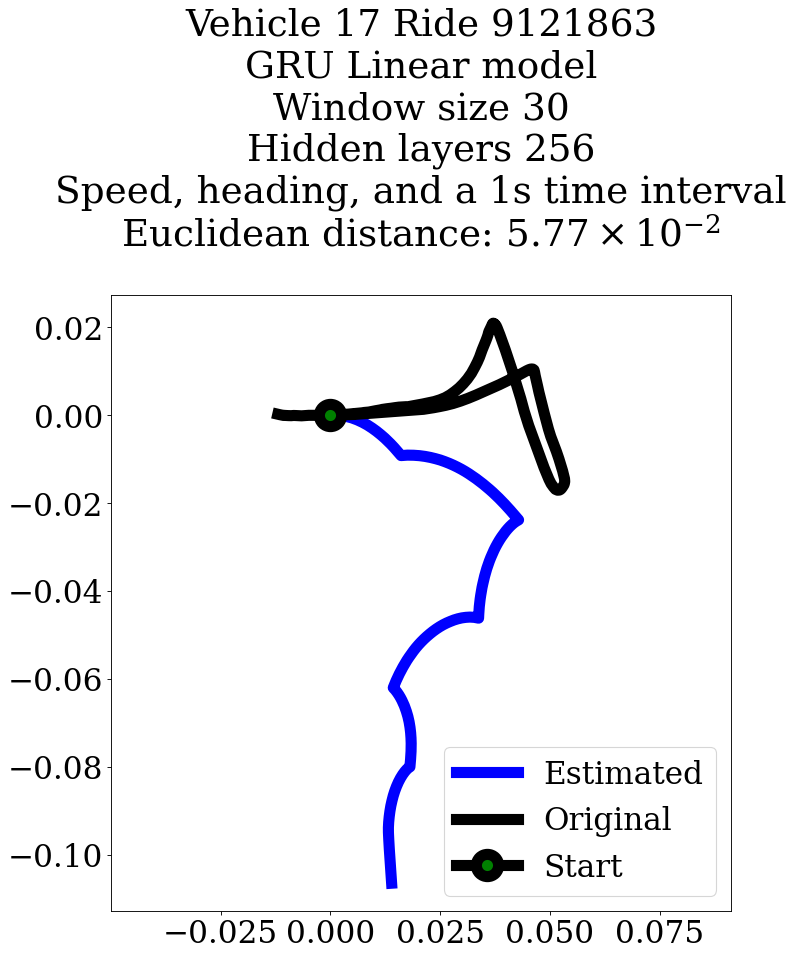 Vehicle 17 Ride 9121863
GRU Linear model
Window size 30
Hidden layers 256
Speed, heading, and a 1s time interval
Euclidean distance: 5.77 × 10⁻²
0.02
0.00
−0.02
−0.04
−0.06
−0.08
−0.10
Estimated
Original
Start
−0.025 0.000 0.025 0.050 0.075